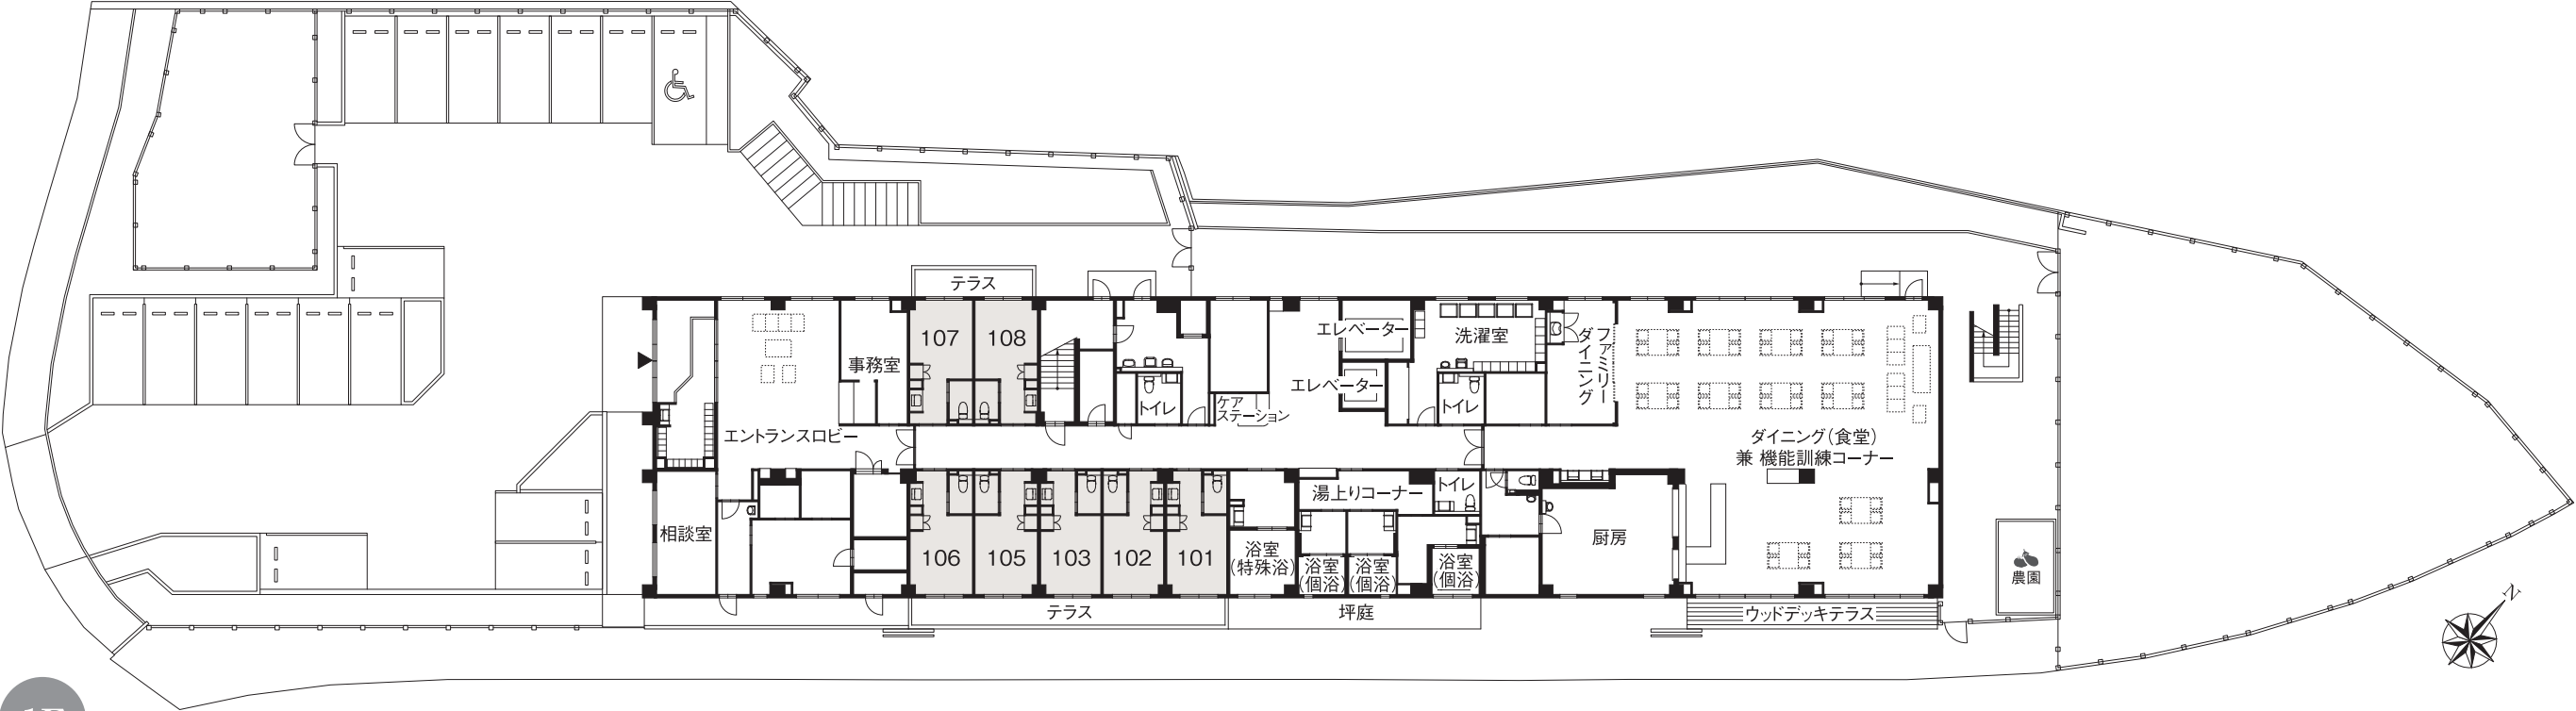 テラス
107
108
事務室
エレベーター
エレベーター
洗濯室
ファミリー
ダイニング
トイレ
ケア
ステーション
トイレ
エントランスロビー
ダイニング(食堂)
兼 機能訓練コーナー
相談室
106
105
103
102
101
浴室
(特殊浴)
湯上りコーナー
浴室
(個浴)
浴室
(個浴)
トイレ
浴室
(個浴)
厨房
農園
テラス
坪庭
ウッドデッキテラス
N